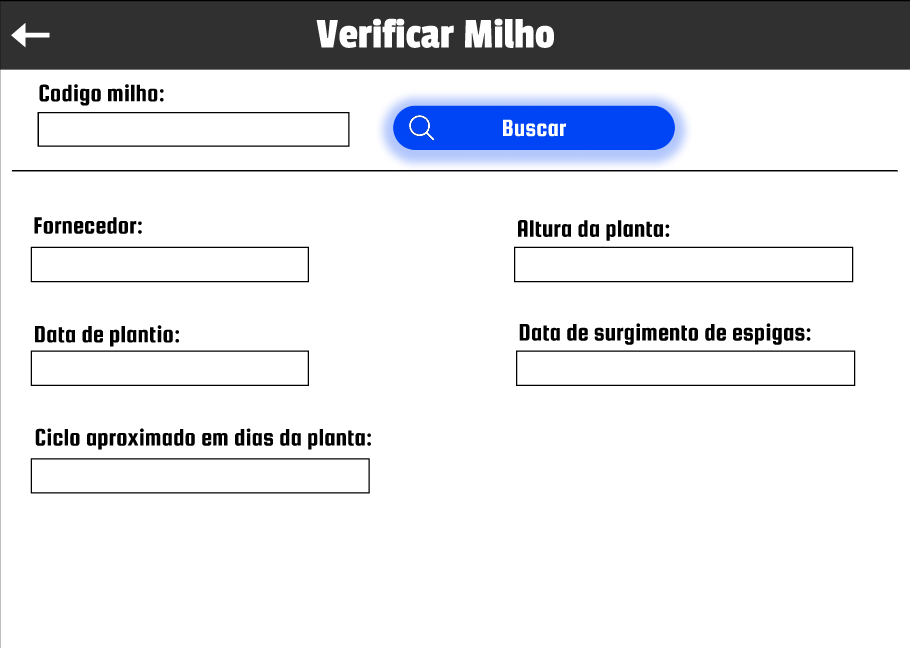 Verificar Milho
Codigo milho:
Buscar
Fornecedor:
Altura da planta:
Data de plantio:
Data de surgimento de espigas:
Ciclo aproximado em dias da planta: